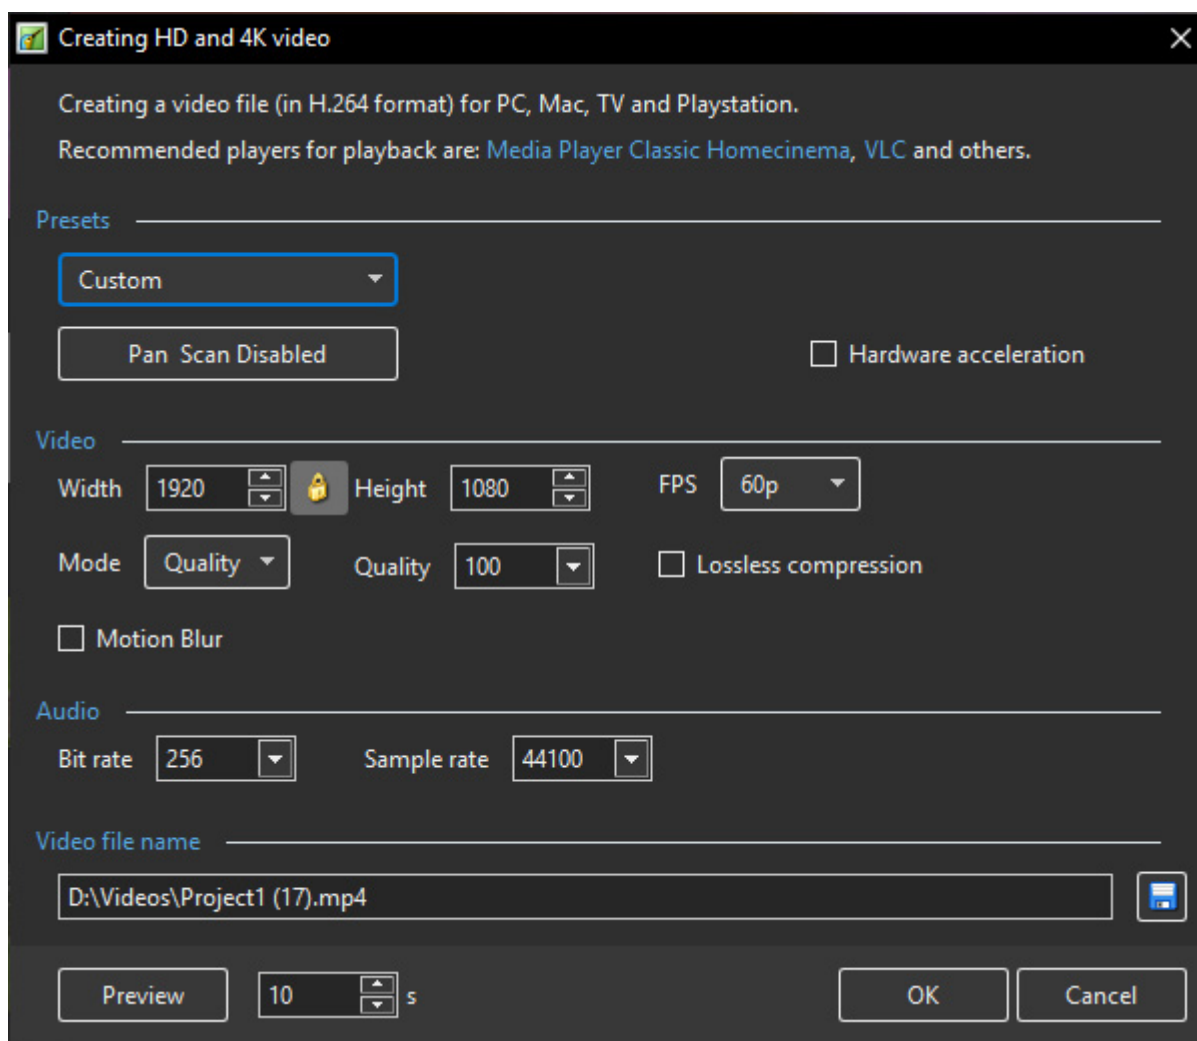 Creating HD and 4K video
Creating a video file (in H.264 format) for PC, Mac, TV and Playstation.
Recommended players for playback are: Media Player Classic Homecinema, VLC and others.
Presets
Custom
Pan Scan Disabled Hardware acceleration
Video
Width 1920 Height 1080 FPS 60p
Mode Quality Quality 100 Lossless compression
Motion Blur
Audio
Bit rate 256 Sample rate 44100
Video file name
D:\Videos\Project1 (17).mp4
Preview 10 s OK Cancel